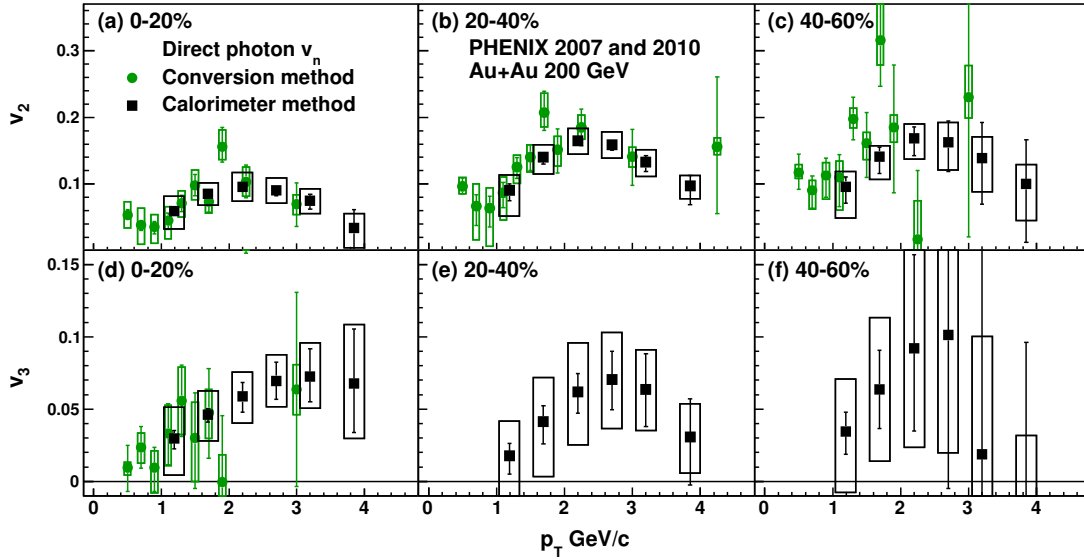 (a) 0-20%
(b) 20-40%
(c) 40-60%
Direct photon v_n
Conversion method
Calorimeter method
PHENIX 2007 and 2010
Au+Au 200 GeV
v_2
0.3
0.2
0.1
(d) 0-20%
(e) 20-40%
(f) 40-60%
v_3
0.15
0.1
0.05
0
0 1 2 3 4 0 1 2 3 4 0 1 2 3 4
p_T GeV/c